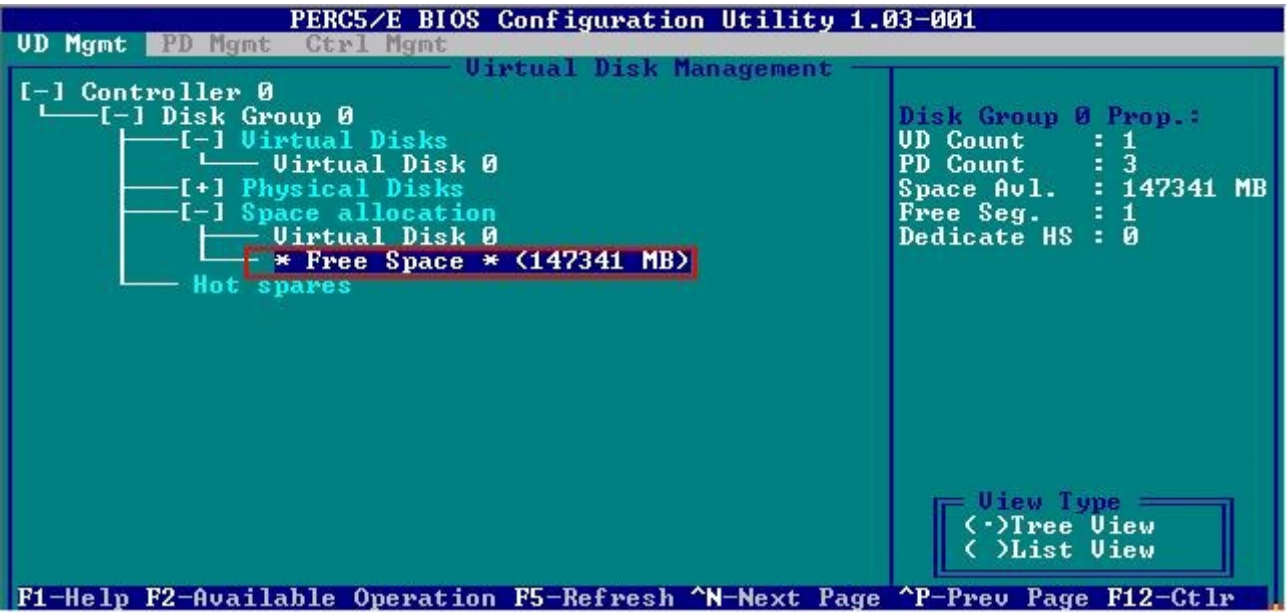 PERC5/E BIOS Configuration Utility 1.03-001
VD Mgmt PD Mgmt Ctrl Mgmt
Virtual Disk Management
[-] Controller 0
[-] Disk Group 0
[-] Virtual Disks
Virtual Disk 0
[+] Physical Disks
[-] Space allocation
Virtual Disk 0
* Free Space * (147341 MB)
Hot spares
Disk Group 0 Prop.:
VD Count : 1
PD Count : 3
Space Avl. : 147341 MB
Free Seg. : 1
Dedicate HS : 0
View Type
(·)Tree View
( )List View
F1-Help F2-Available Operation F5-Refresh ^N-Next Page ^P-Prev Page F12-Ctlr